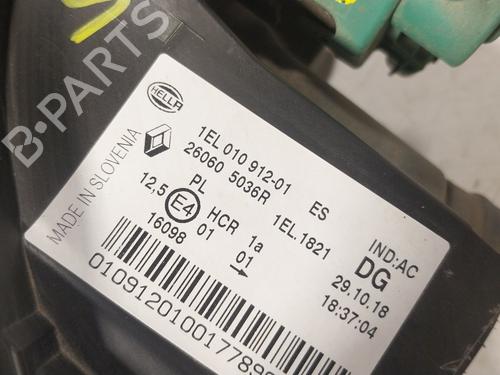 HELLA
MADE IN SLOVENIA
1EL 010 912-01 ES
26060 5036R
PL 1EL.1821 IND:AC
12,5 E4 HCR 1a DG
16098 01 01 29.10.18
18:37:04
B-PARTS